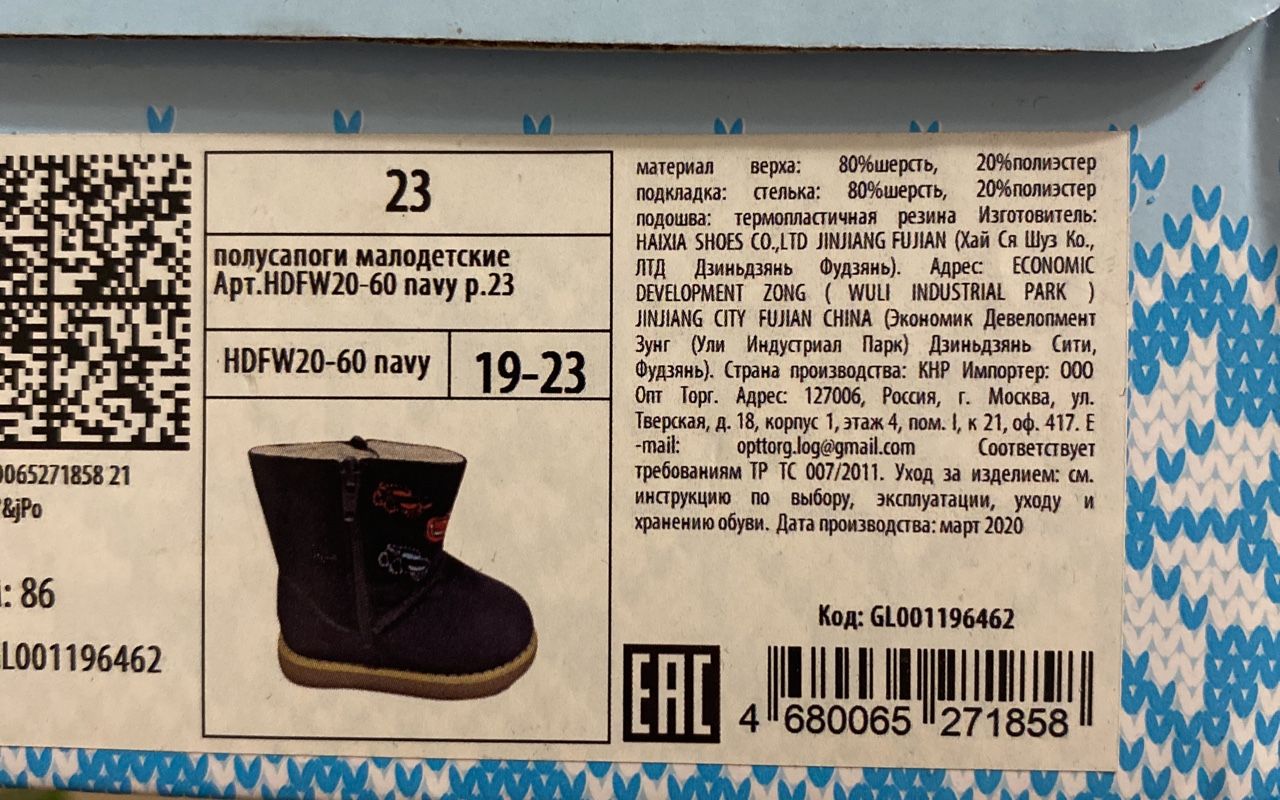 0065271858 21
&jPo
: 86
L001196462
23
полусапоги малодетские
Арт.HDFW20-60 navy р.23
HDFW20-60 navy
19-23
материал верха: 80%шерсть, 20%полиэстер
подкладка: стелька: 80%шерсть, 20%полиэстер
подошва: термопластичная резина Изготовитель:
HAIXIA SHOES CO.,LTD JINJIANG FUJIAN (Хай Ся Шуз Ко.,
ЛТД Дзиньдзянь Фудзянь). Адрес: ECONOMIC
DEVELOPMENT ZONG ( WULI INDUSTRIAL PARK )
JINJIANG CITY FUJIAN CHINA (Экономик Девелопмент
Зунг (Ули Индустриал Парк) Дзиньдзянь Сити,
Фудзянь). Страна производства: КНР Импортер: ООО
Опт Торг. Адрес: 127006, Россия, г. Москва, ул.
Тверская, д. 18, корпус 1, этаж 4, пом. I, к 21, оф. 417. E
-mail: opttorg.log@gmail.com Соответствует
требованиям ТР ТС 007/2011. Уход за изделием: см.
инструкцию по выбору, эксплуатации, уходу и
хранению обуви. Дата производства: март 2020
Код: GL001196462
EAC
4 680065 271858